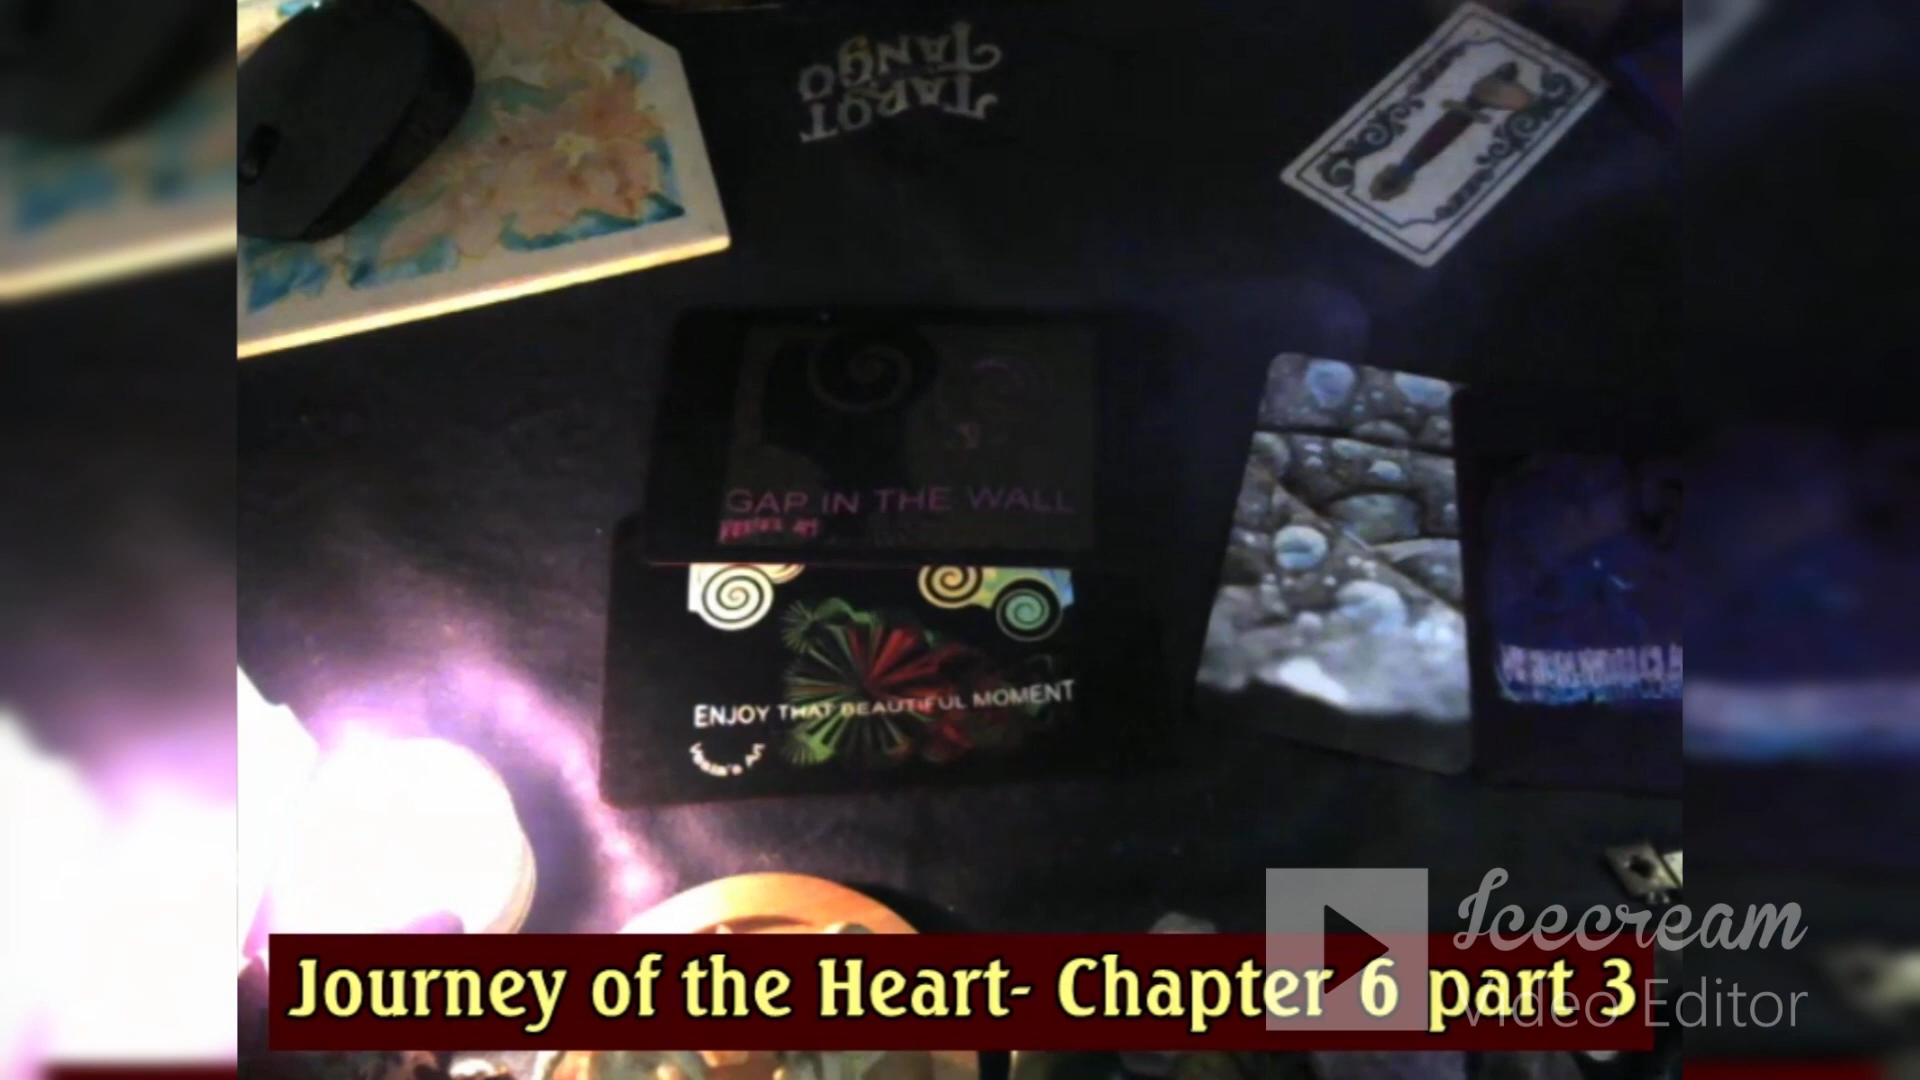 TAROT
TANGO
GAP IN THE WALL
ENJOY THAT BEAUTIFUL MOMENT
Journey of the Heart- Chapter 6 part 3
Icecream
Video Editor